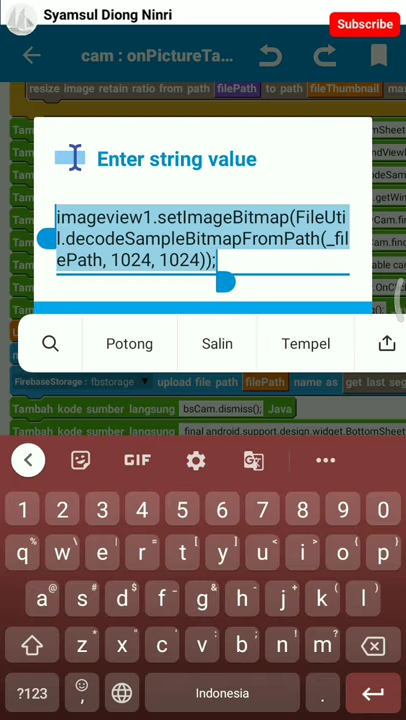 Syamsul Diong Ninri
Subscribe
cam : onPictureTa...
resize image retain ratio from path filePath to path fileThumbnail ma
Enter string value
imageview1.setImageBitmap(FileUti
l.decodeSampleBitmapFromPath(_fil
ePath, 1024, 1024));
Potong Salin Tempel
FirebaseStorage : fbstorage upload file path filePath name as get last seg
Tambah kode sumber langsung bsCam.dismiss(); Java
Tambah kode sumber langsung final android.support.design.widget.BottomSheet
GIF
1 2 3 4 5 6 7 8 9 0
q w e r t y u i o p
a s d f g h j k l
z x c v b n m
?123 , Indonesia .